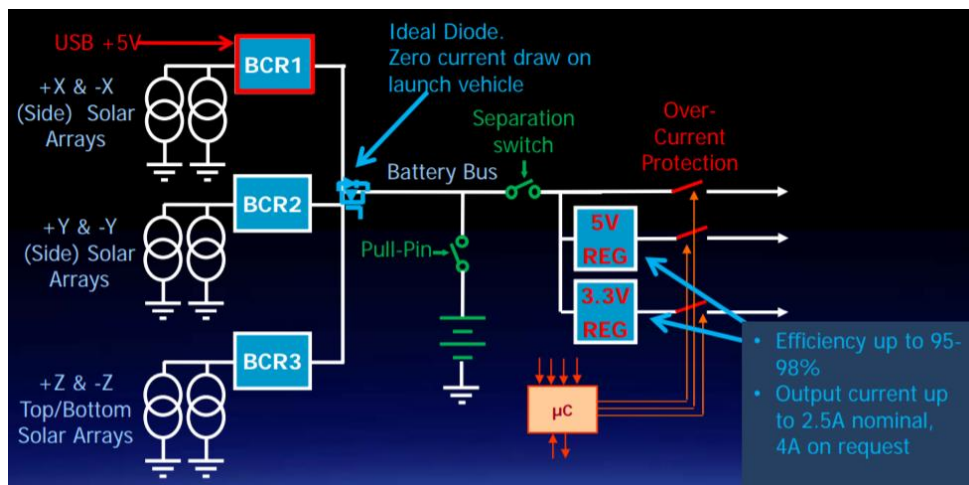 USB +5V
BCR1
+X & -X
(Side) Solar
Arrays
Ideal Diode.
Zero current draw on
launch vehicle
Separation
switch
Over-
Current
Protection
Battery Bus
BCR2
+Y & -Y
(Side) Solar
Arrays
Pull-Pin
5V
REG
3.3V
REG
BCR3
+Z & -Z
Top/Bottom
Solar Arrays
µC
• Efficiency up to 95-
98%
• Output current up
to 2.5A nominal,
4A on request